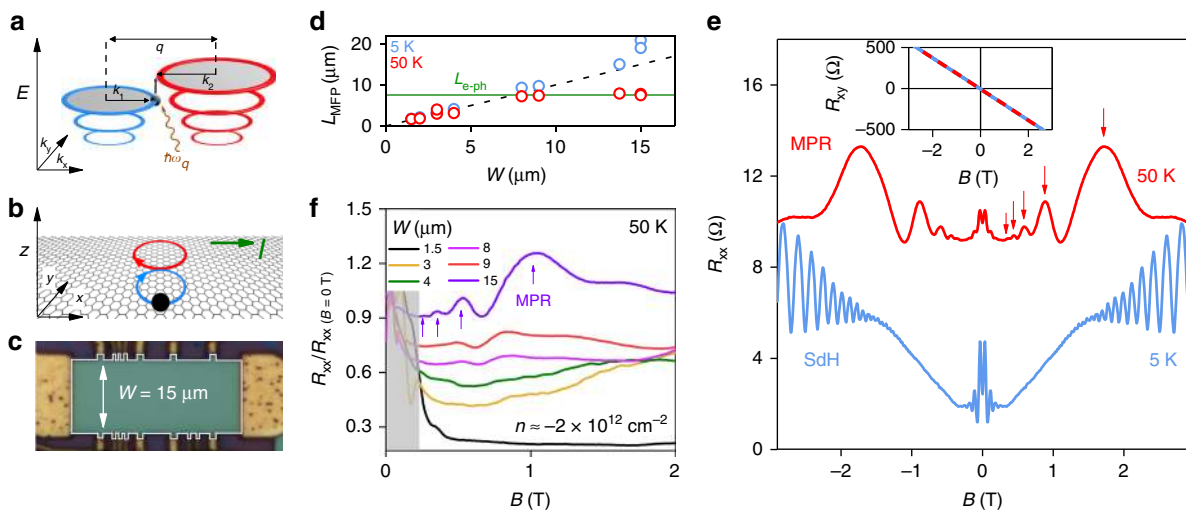 a
q
k1
k2
E
ky
kx
ħωq
b
I
z
y
x
c
W = 15 μm
d
20
10
0
LMFP (μm)
5 K
50 K
Le-ph
0
5
10
15
W (μm)
f
1.5
1.2
0.9
0.6
0.3
Rxx/Rxx (B = 0 T)
W (μm)
50 K
1.5
8
3
9
4
15
MPR
n ≈ −2 × 10¹² cm⁻²
0
1
2
B (T)
e
16
12
8
4
0
Rxx (Ω)
500
0
−500
Rxy (Ω)
−2
0
2
B (T)
MPR
50 K
SdH
5 K
−2
−1
0
1
2
B (T)